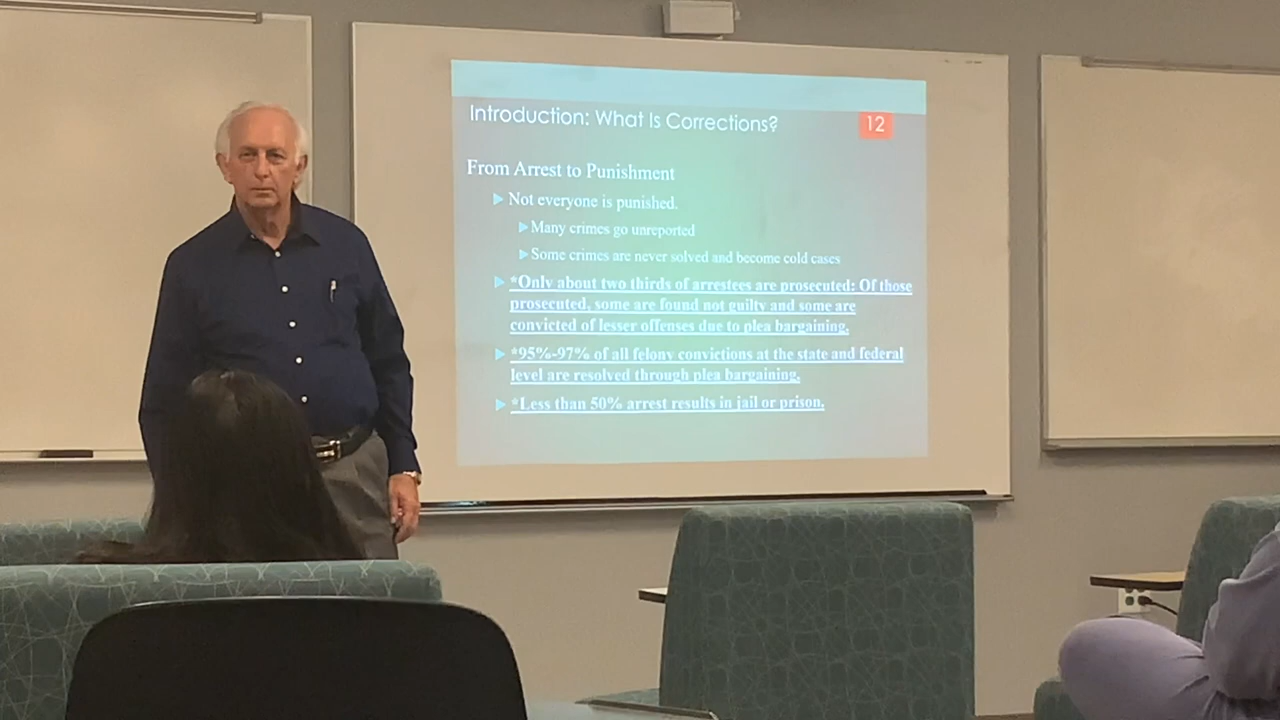 Introduction: What Is Corrections?
12
From Arrest to Punishment
Not everyone is punished.
Many crimes go unreported
Some crimes are never solved and become cold cases
*Only about two thirds of arrestees are prosecuted: Of those
prosecuted, some are found not guilty and some are
convicted of lesser offenses due to plea bargaining.
*95%-97% of all felony convictions at the state and federal
level are resolved through plea bargaining.
*Less than 50% arrest results in jail or prison.